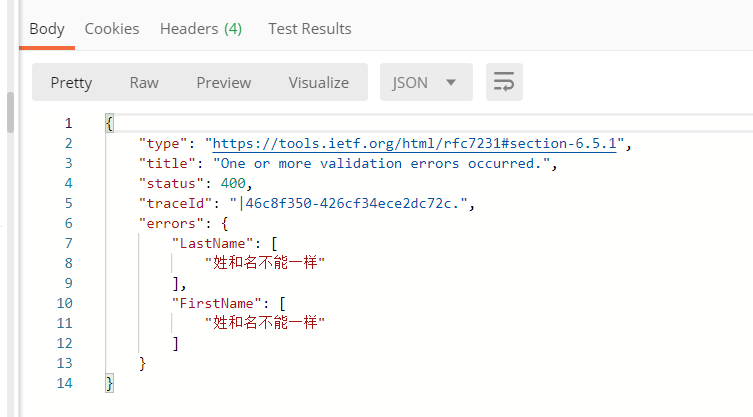 Body Cookies Headers (4) Test Results
Pretty Raw Preview Visualize JSON
1 {
2 "type": "https://tools.ietf.org/html/rfc7231#section-6.5.1",
3 "title": "One or more validation errors occurred.",
4 "status": 400,
5 "traceId": "|46c8f350-426cf34ece2dc72c.",
6 "errors": {
7 "LastName": [
8 "姓和名不能一样"
9 ],
10 "FirstName": [
11 "姓和名不能一样"
12 ]
13 }
14 }